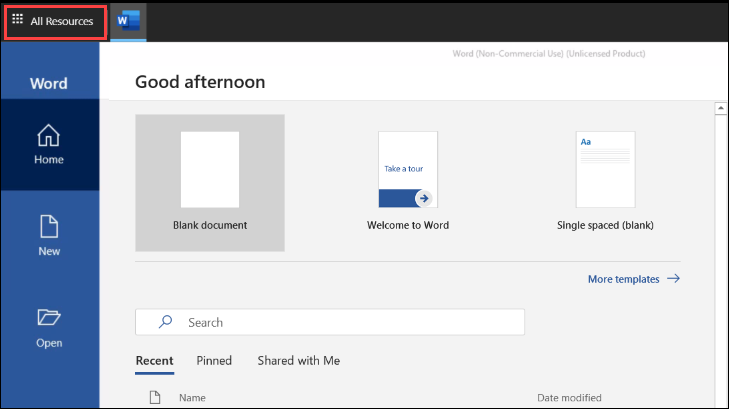 All Resources
W
Word (Non-Commercial Use) (Unlicensed Product)
Word
Good afternoon
Home
New
Open
Take a tour
Aa
Blank document
Welcome to Word
Single spaced (blank)
More templates
Search
Recent Pinned Shared with Me
Name Date modified